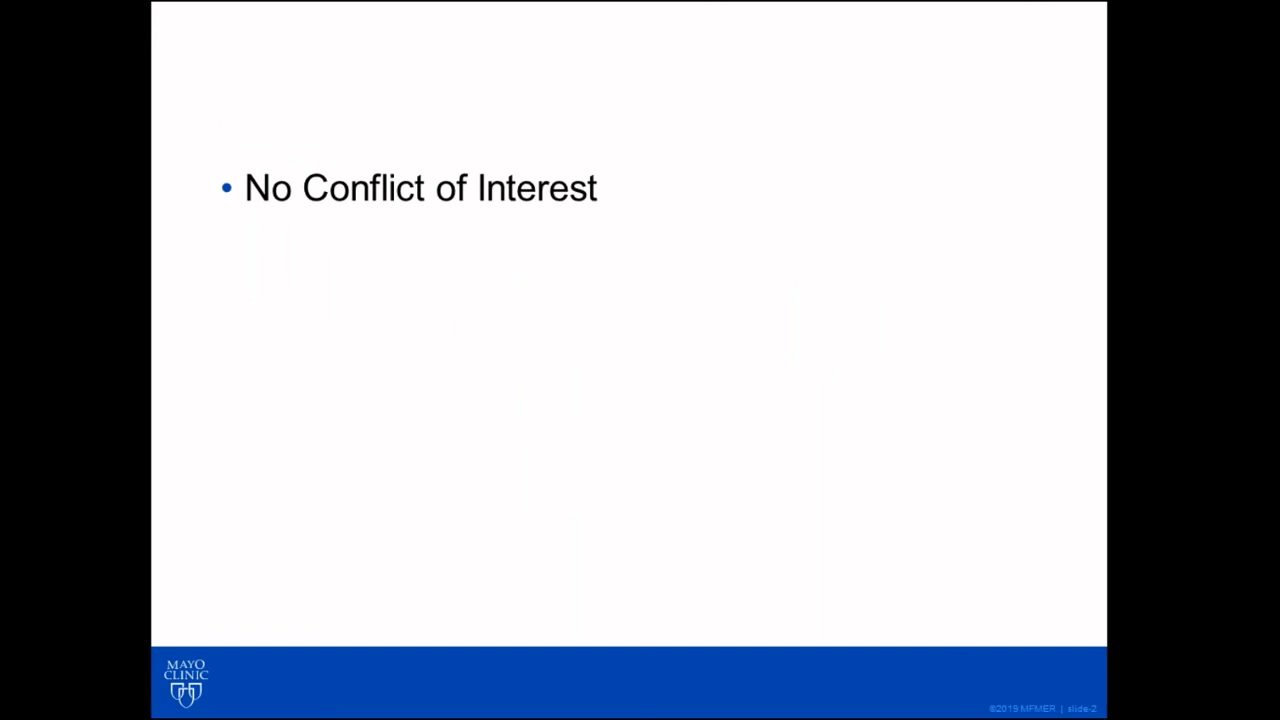 • No Conflict of Interest
MAYO
CLINIC
©2019 MFMER | slide-2